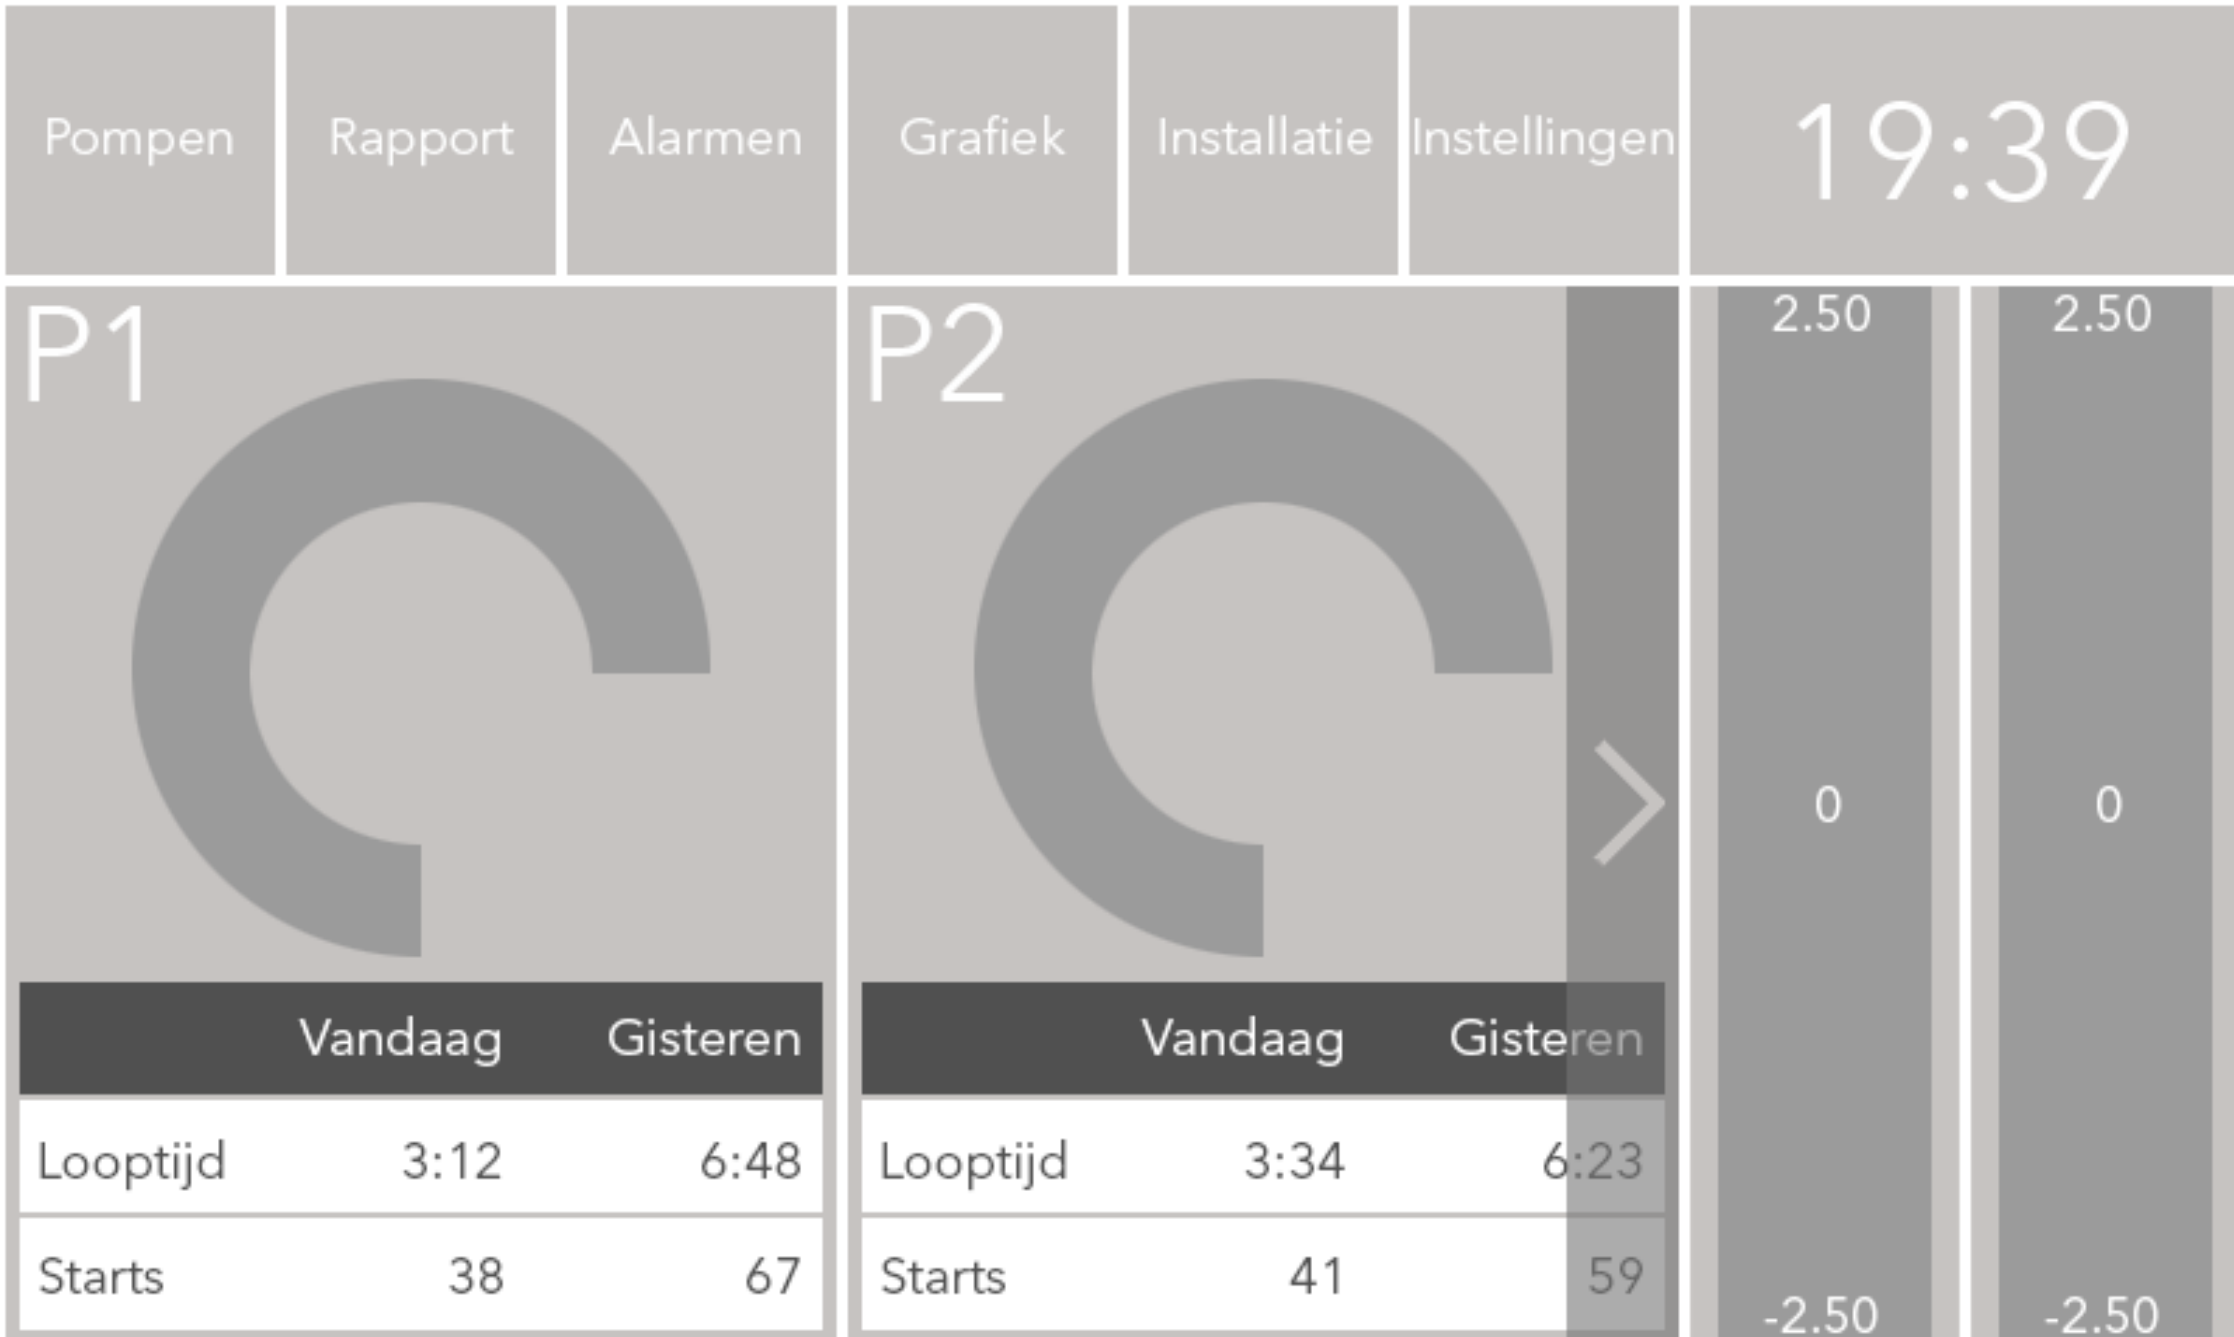 Pompen Rapport Alarmen Grafiek Installatie Instellingen 19:39
P1
Vandaag Gisteren
Looptijd 3:12 6:48
Starts 38 67
P2
Vandaag Gisteren
Looptijd 3:34 6:23
Starts 41 59
2.50
0
-2.50
2.50
0
-2.50